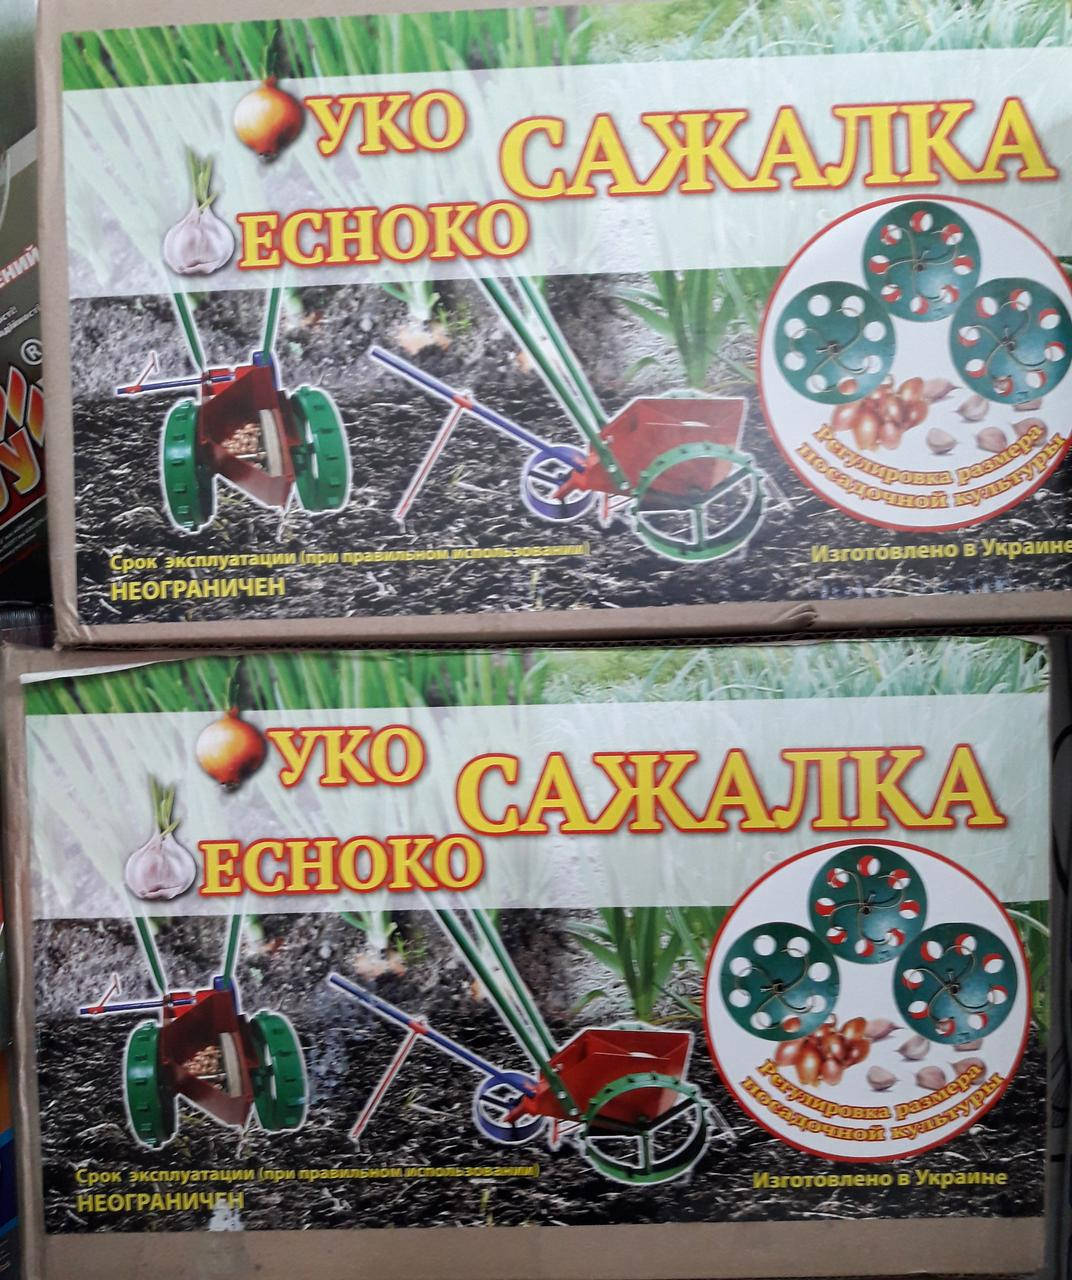 ЕНИЙ
®
УКО
САЖАЛКА
ЕСНОКО
Регулировка размера
посадочной культуры
Срок эксплуатации (при правильном использовании)
НЕОГРАНИЧЕН
Изготовлено в Украине
УКО
САЖАЛКА
ЕСНОКО
Регулировка размера
посадочной культуры
Срок эксплуатации (при правильном использовании)
НЕОГРАНИЧЕН
Изготовлено в Украине